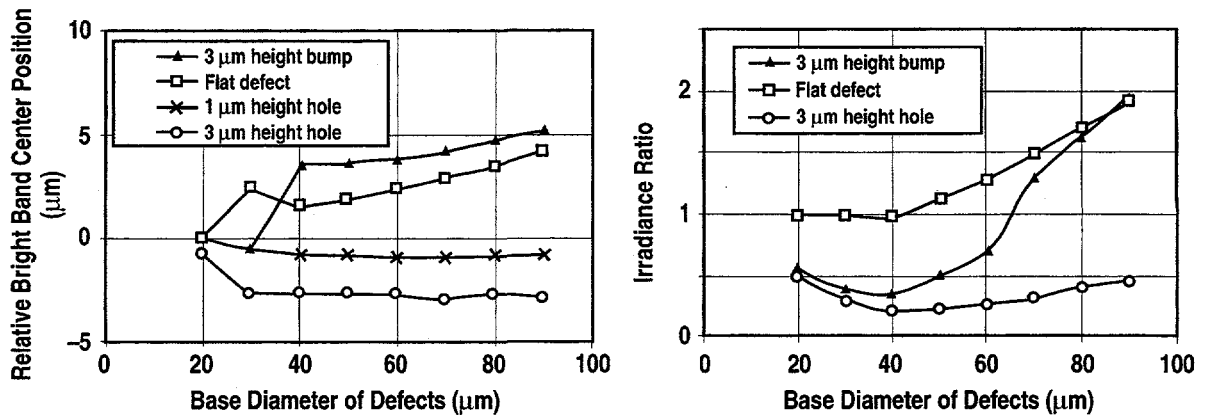 Relative Bright Band Center Position
(μm)
10
5
0
–5
3 μm height bump
Flat defect
1 μm height hole
3 μm height hole
0
20
40
60
80
100
Base Diameter of Defects (μm)
Irradiance Ratio
2
1
0
3 μm height bump
Flat defect
3 μm height hole
0
20
40
60
80
100
Base Diameter of Defects (μm)